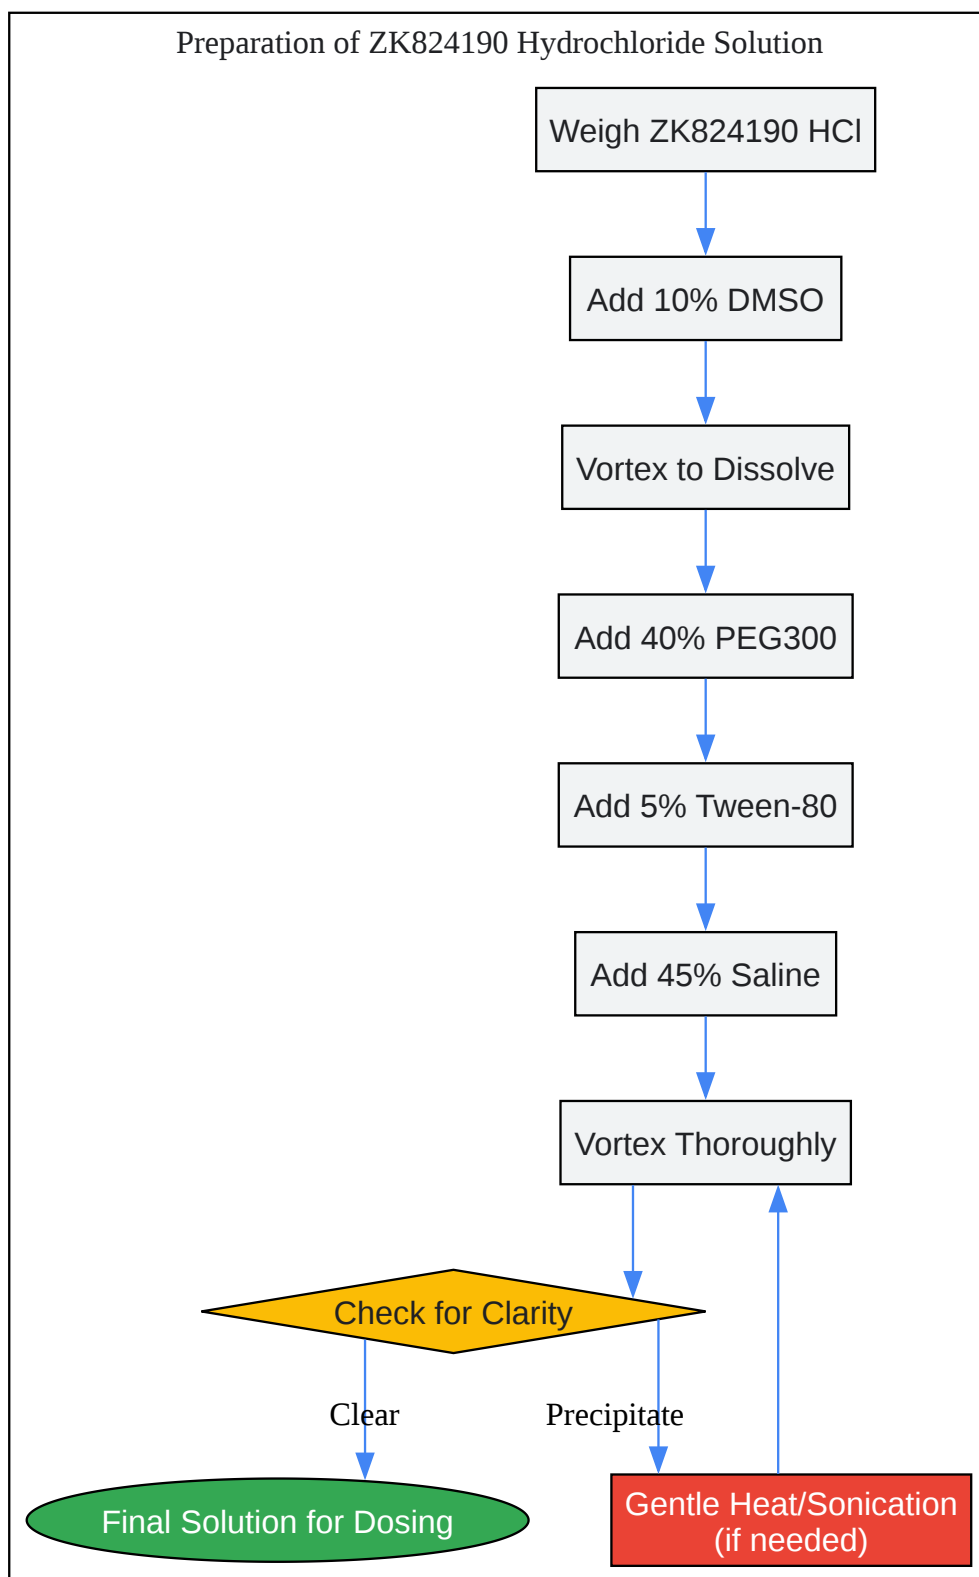 Preparation of ZK824190 Hydrochloride Solution
Weigh ZK824190 HCl
Add 10% DMSO
Vortex to Dissolve
Add 40% PEG300
Add 5% Tween-80
Add 45% Saline
Vortex Thoroughly
Check for Clarity
Clear
Precipitate
Final Solution for Dosing
Gentle Heat/Sonication
(if needed)